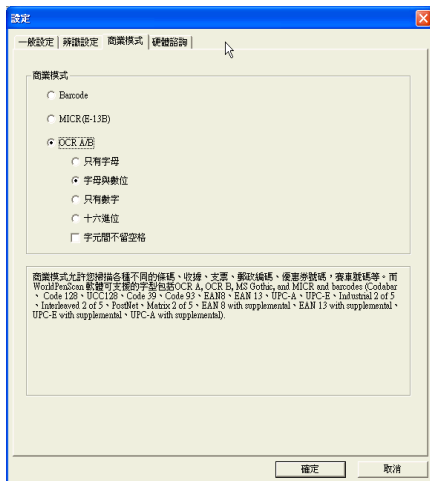 設定
一般設定 辨識設定 商業模式 硬體諮詢
商業模式
Barcode
MICR(E-13B)
OCR A/B
只有字母
字母與數位
只有數字
十六進位
字元間不留空格
商業模式允許您掃描各種不同的條碼、收據、支票、郵政編碼、優惠券號碼,賽車號碼等。而
WorldPenScan 軟體可支援的字型包括OCR A, OCR B, MS Gothic, and MICR and barcodes (Codabar
、Code 128、UCC128、Code 39、Code 93、EAN8、EAN 13、UPC-A、UPC-E、Industrial 2 of 5
、Interleaved 2 of 5、PostNet、Matrix 2 of 5、EAN 8 with supplemental、EAN 13 with supplemental、
UPC-E with supplemental、UPC-A with supplemental).
確定 取消